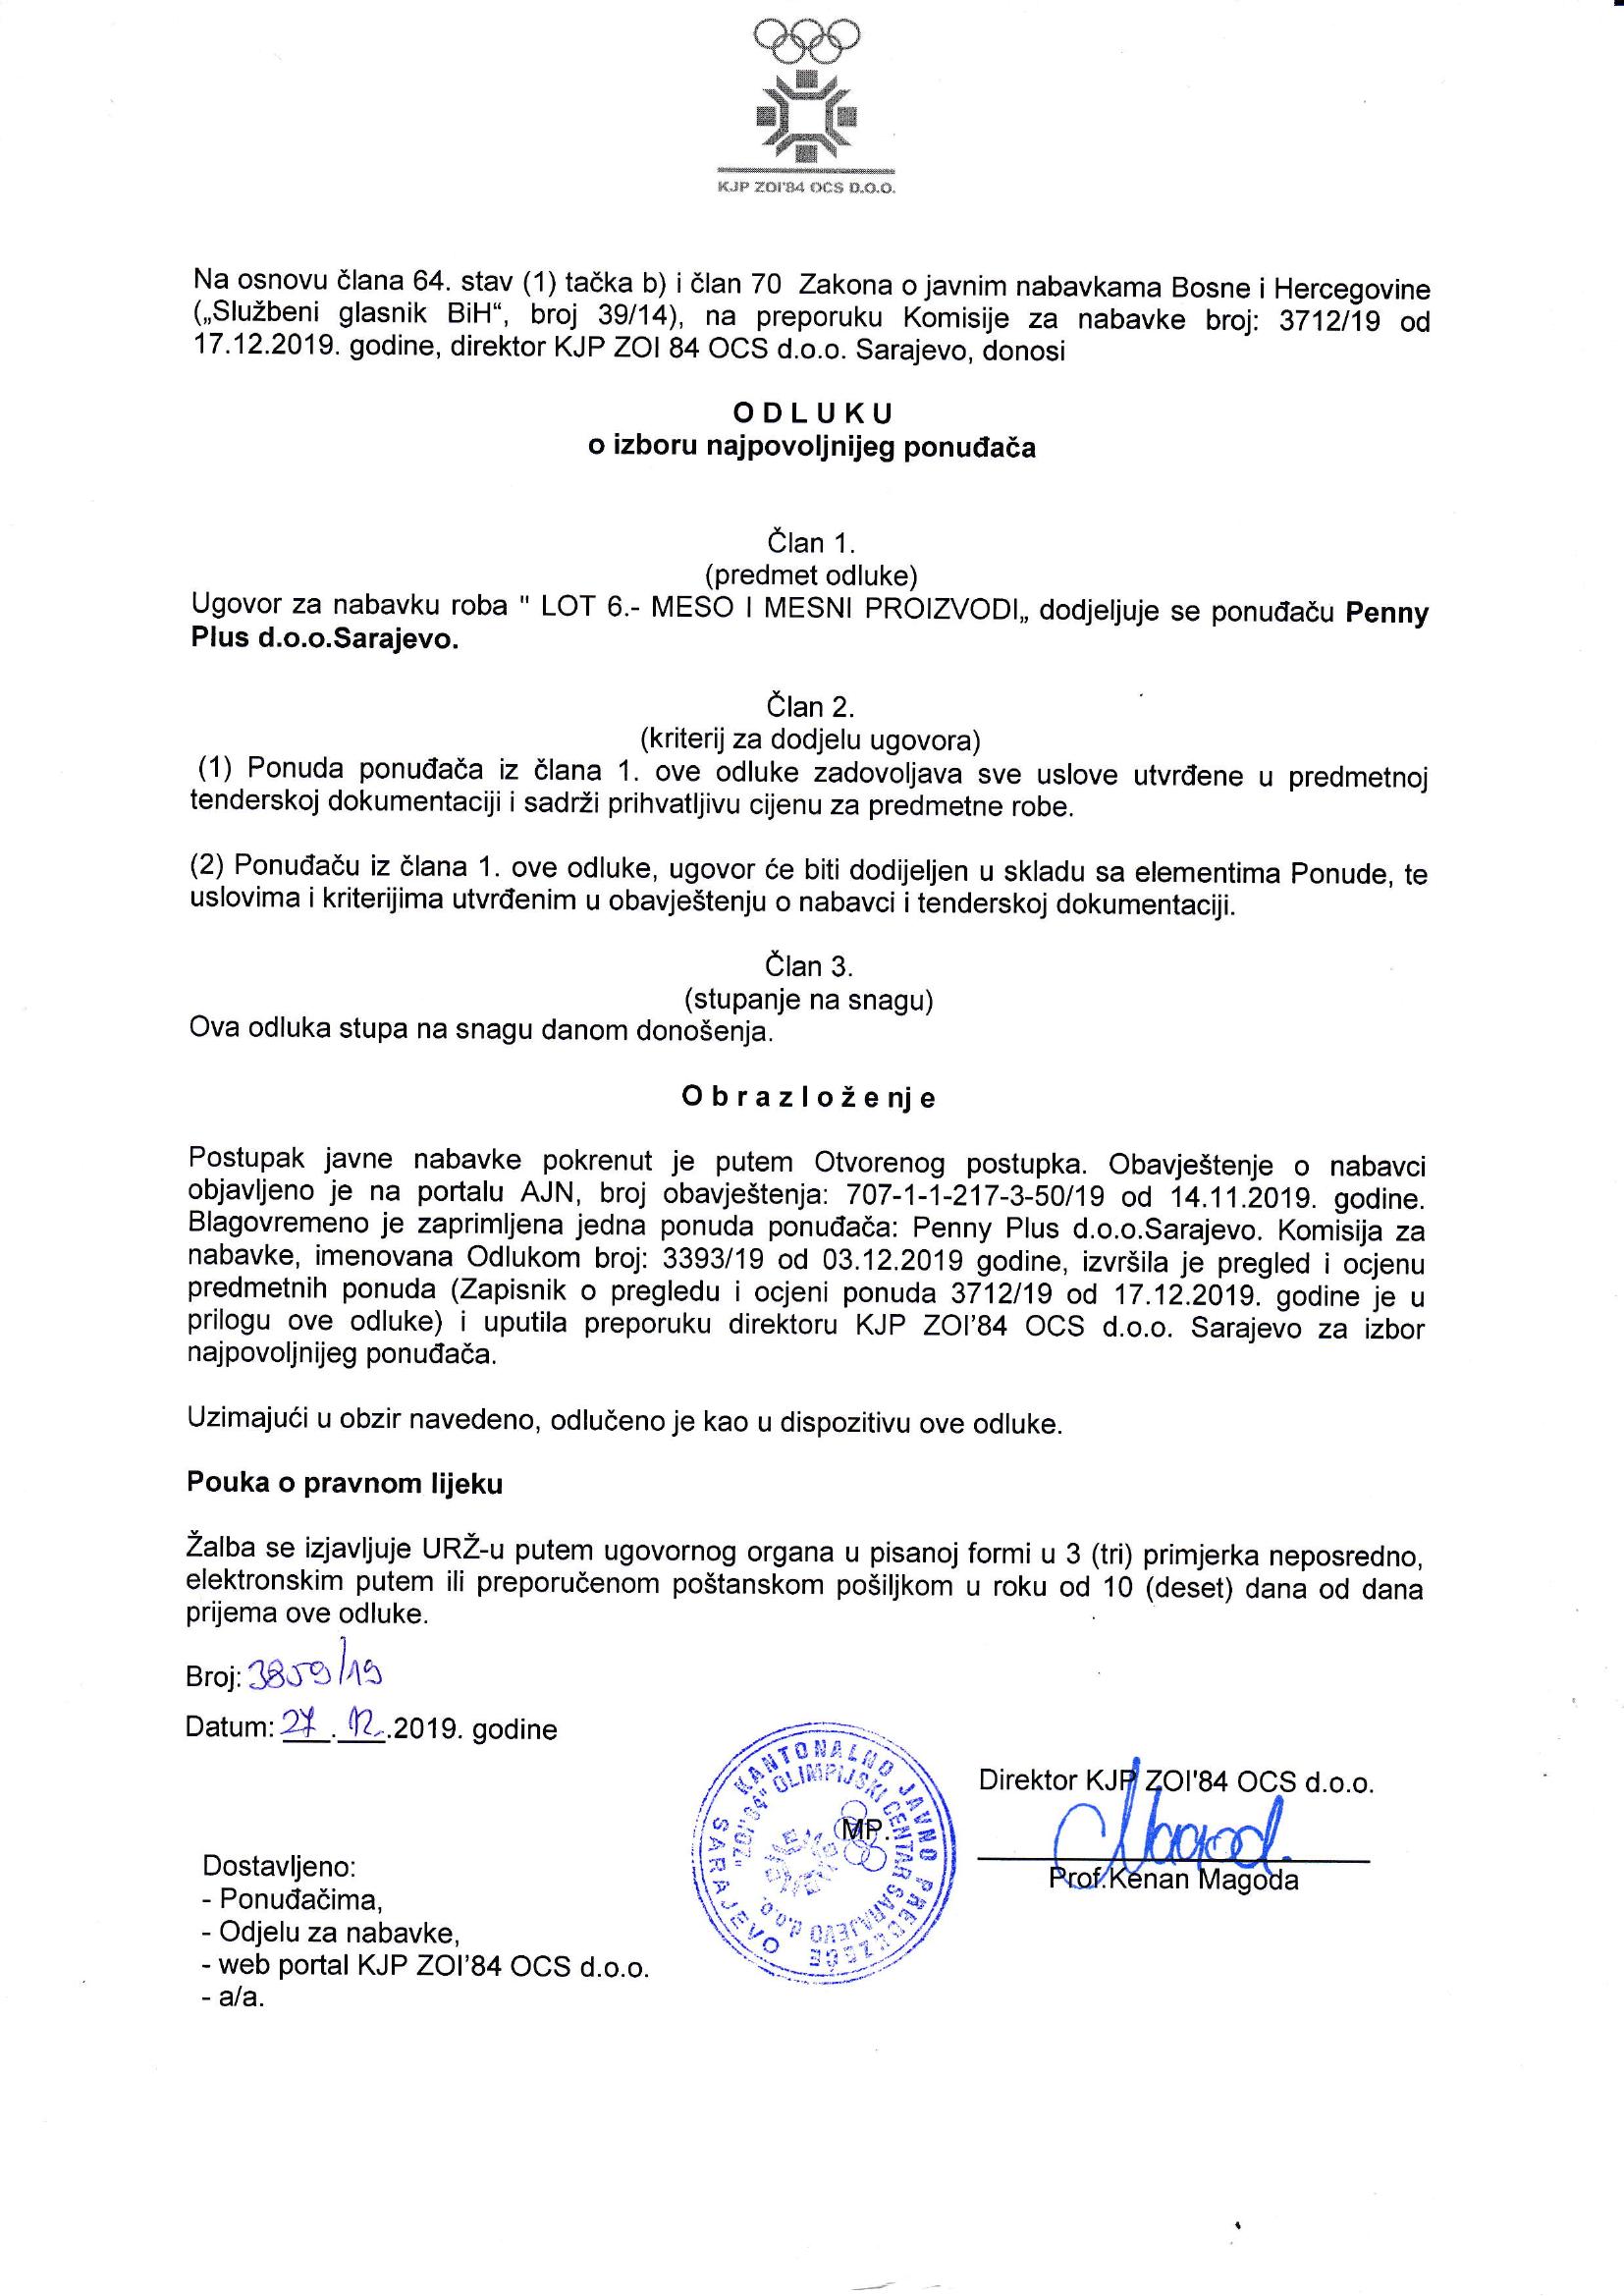 KJP ZOI'84 OCS D.O.O.
Na osnovu člana 64. stav (1) tačka b) i član 70 Zakona o javnim nabavkama Bosne i Hercegovine
(„Službeni glasnik BiH“, broj 39/14), na preporuku Komisije za nabavke broj: 3712/19 od
17.12.2019. godine, direktor KJP ZOI 84 OCS d.o.o. Sarajevo, donosi
O D L U K U
o izboru najpovoljnijeg ponuđača
Član 1.
(predmet odluke)
Ugovor za nabavku roba " LOT 6.- MESO I MESNI PROIZVODI„ dodjeljuje se ponuđaču Penny
Plus d.o.o.Sarajevo.
Član 2.
(kriterij za dodjelu ugovora)
(1) Ponuda ponuđača iz člana 1. ove odluke zadovoljava sve uslove utvrđene u predmetnoj
tenderskoj dokumentaciji i sadrži prihvatljivu cijenu za predmetne robe.
(2) Ponuđaču iz člana 1. ove odluke, ugovor će biti dodijeljen u skladu sa elementima Ponude, te
uslovima i kriterijima utvrđenim u obavještenju o nabavci i tenderskoj dokumentaciji.
Član 3.
(stupanje na snagu)
Ova odluka stupa na snagu danom donošenja.
O b r a z l o ž e nj e
Postupak javne nabavke pokrenut je putem Otvorenog postupka. Obavještenje o nabavci
objavljeno je na portalu AJN, broj obavještenja: 707-1-1-217-3-50/19 od 14.11.2019. godine.
Blagovremeno je zaprimljena jedna ponuda ponuđača: Penny Plus d.o.o.Sarajevo. Komisija za
nabavke, imenovana Odlukom broj: 3393/19 od 03.12.2019 godine, izvršila je pregled i ocjenu
predmetnih ponuda (Zapisnik o pregledu i ocjeni ponuda 3712/19 od 17.12.2019. godine je u
prilogu ove odluke) i uputila preporuku direktoru KJP ZOI’84 OCS d.o.o. Sarajevo za izbor
najpovoljnijeg ponuđača.
Uzimajući u obzir navedeno, odlučeno je kao u dispozitivu ove odluke.
Pouka o pravnom lijeku
Žalba se izjavljuje URŽ-u putem ugovornog organa u pisanoj formi u 3 (tri) primjerka neposredno,
elektronskim putem ili preporučenom poštanskom pošiljkom u roku od 10 (deset) dana od dana
prijema ove odluke.
Broj: 3859/19
Datum: 27.12.2019. godine
KANTONALNO JAVNO PREDUZEĆE SARAJEVO
"ZOI'84" OLIMPIJSKI CENTAR SARAJEVO d.o.o.
MP.
Direktor KJP ZOI'84 OCS d.o.o.
Prof.Kenan Magoda
Dostavljeno:
- Ponuđačima,
- Odjelu za nabavke,
- web portal KJP ZOI’84 OCS d.o.o.
- a/a.